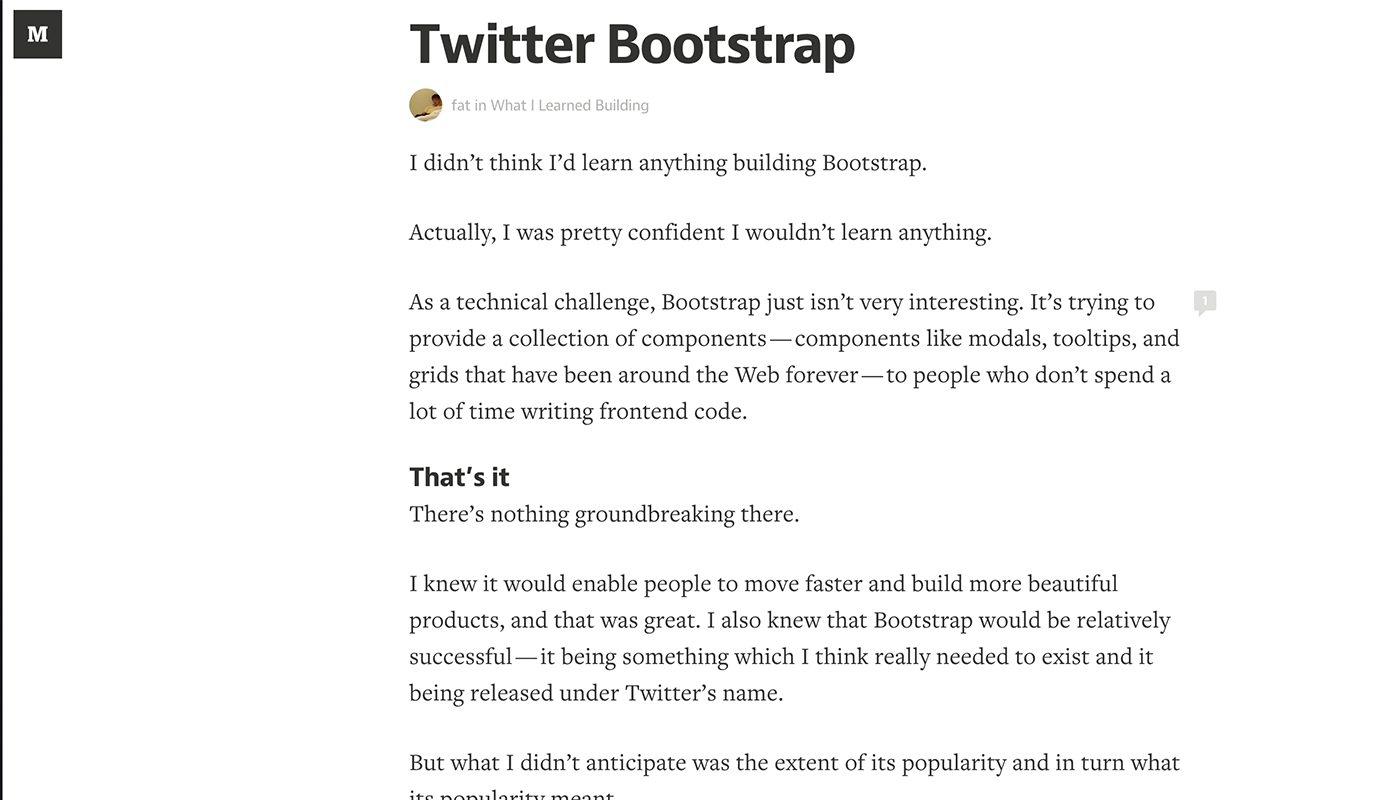 M
Twitter Bootstrap
fat in What I Learned Building
I didn’t think I’d learn anything building Bootstrap.
Actually, I was pretty confident I wouldn’t learn anything.
As a technical challenge, Bootstrap just isn’t very interesting. It’s trying to
1
provide a collection of components — components like modals, tooltips, and
grids that have been around the Web forever — to people who don’t spend a
lot of time writing frontend code.
That’s it
There’s nothing groundbreaking there.
I knew it would enable people to move faster and build more beautiful
products, and that was great. I also knew that Bootstrap would be relatively
successful — it being something which I think really needed to exist and it
being released under Twitter’s name.
But what I didn’t anticipate was the extent of its popularity and in turn what
its popularity meant.